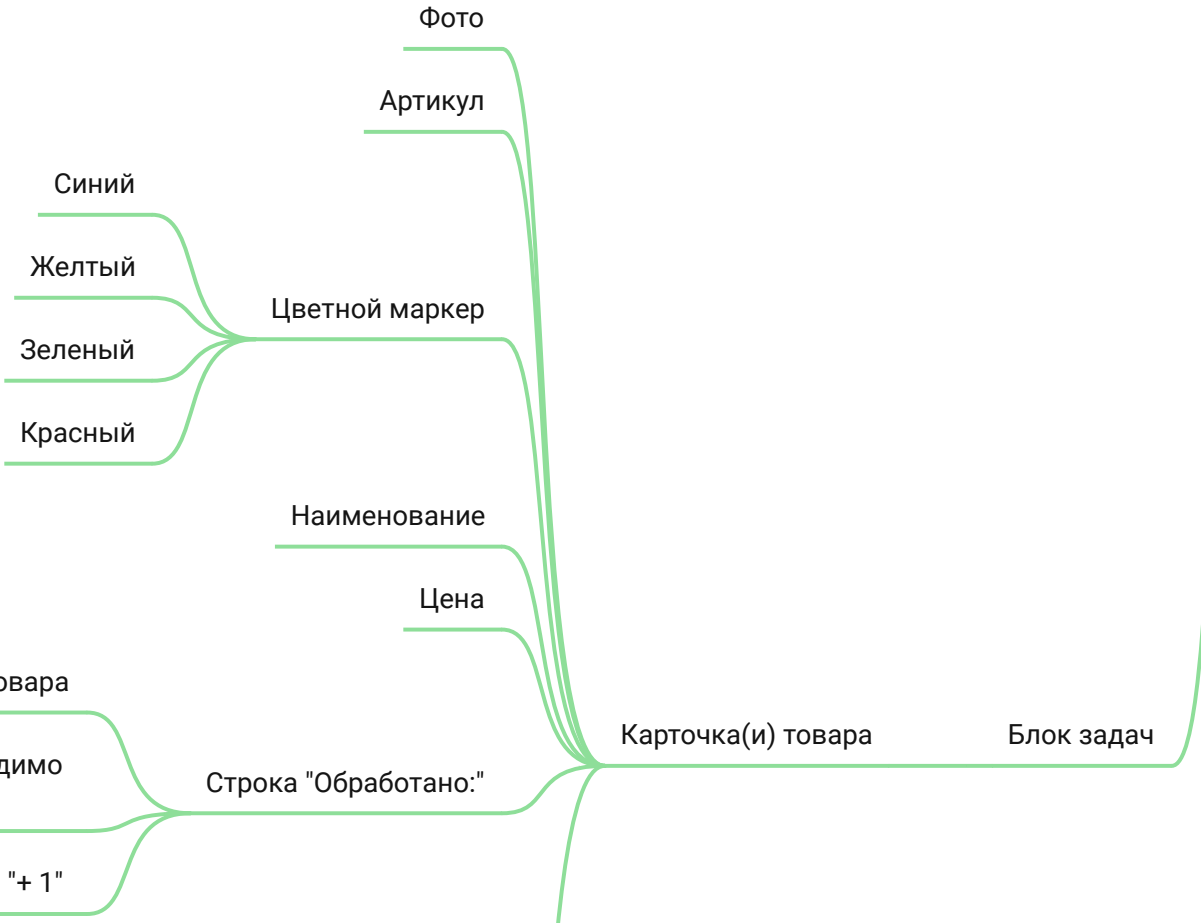 Фото
Артикул
Синий
Желтый
Цветной маркер
Зеленый
Красный
Наименование
Цена
Карточка(и) товара
Блок задач
Строка "Обработано:"
"+ 1"